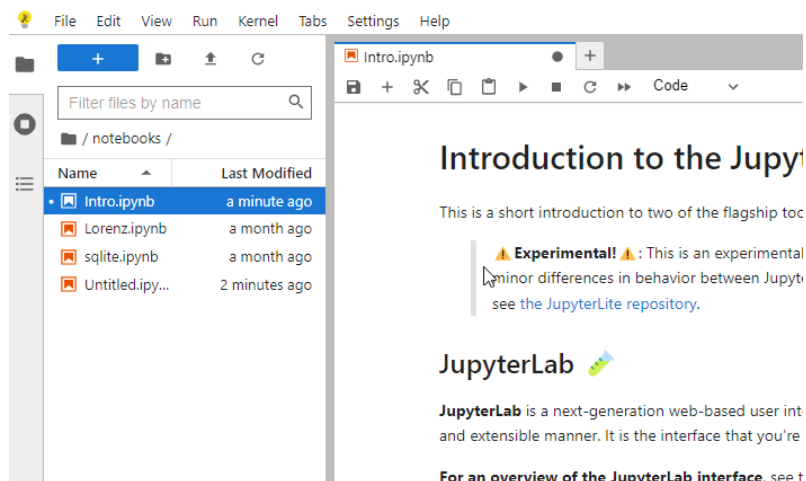 File Edit View Run Kernel Tabs Settings Help
Intro.ipynb
Filter files by name
Code
/ notebooks /
Name Last Modified
Intro.ipynb a minute ago
Lorenz.ipynb a month ago
sqlite.ipynb a month ago
Untitled.ipy... 2 minutes ago
Introduction to the
This is a short introduction to two of the flagship
Experimental! : This is an experimental
minor differences in behavior between
see the JupyterLite repository.
JupyterLab
JupyterLab is a next-generation web-based user
and extensible manner. It is the interface that you're
For an overview of the JupyterLab interface, see